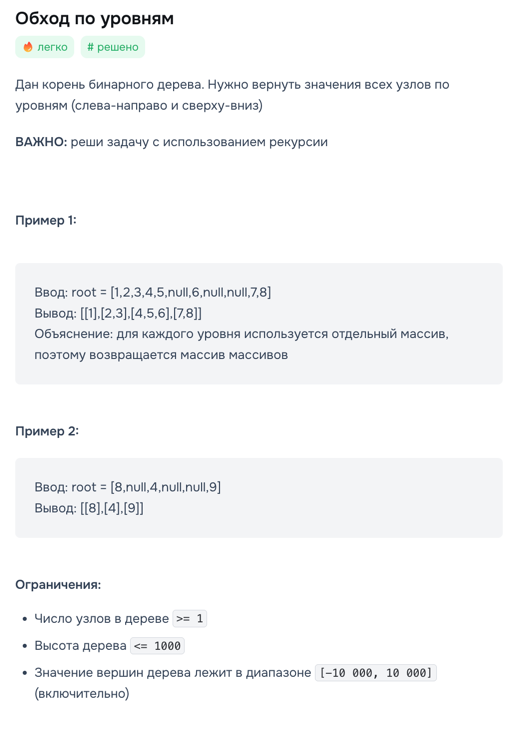 Обход по уровням
🔥 легко # решено
Дан корень бинарного дерева. Нужно вернуть значения всех узлов по
уровням (слева-направо и сверху-вниз)
ВАЖНО: реши задачу с использованием рекурсии
Пример 1:
Ввод: root = [1,2,3,4,5,null,6,null,null,7,8]
Вывод: [[1],[2,3],[4,5,6],[7,8]]
Объяснение: для каждого уровня используется отдельный массив,
поэтому возвращается массив массивов
Пример 2:
Ввод: root = [8,null,4,null,null,9]
Вывод: [[8],[4],[9]]
Ограничения:
• Число узлов в дереве >= 1
• Высота дерева <= 1000
• Значение вершин дерева лежит в диапазоне [-10 000, 10 000]
(включительно)